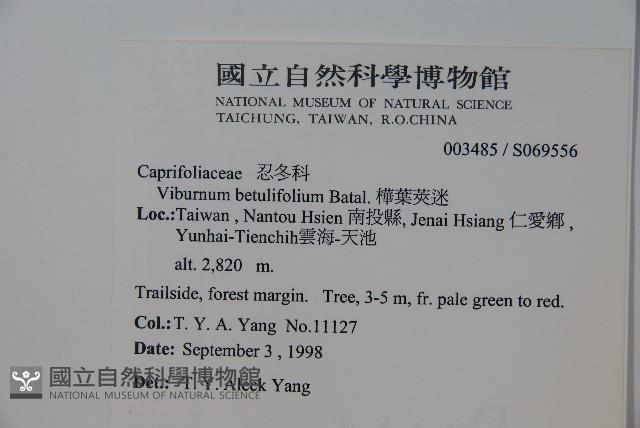 國立自然科學博物館
NATIONAL MUSEUM OF NATURAL SCIENCE
TAICHUNG, TAIWAN, R.O.CHINA
003485 / S069556
Caprifoliaceae 忍冬科
Viburnum betulifolium Batal. 樺葉莢迷
Loc.:Taiwan , Nantou Hsien 南投縣, Jenai Hsiang 仁愛鄉 ,
Yunhai-Tienchih雲海-天池
alt. 2,820 m.
Trailside, forest margin. Tree, 3-5 m, fr. pale green to red.
Col.: T. Y. A. Yang No.11127
Date: September 3 , 1998
Det.: T. Y. Aleck Yang
國立自然科學博物館
NATIONAL MUSEUM OF NATURAL SCIENCE